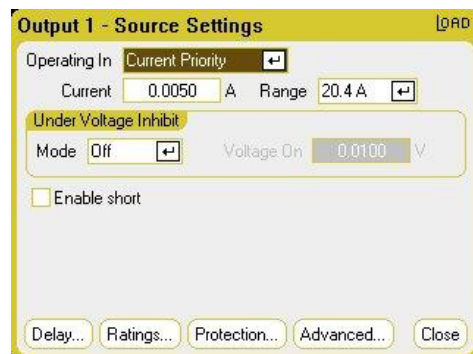 Output 1 - Source Settings LOAD
Operating In Current Priority
Current 0.0050 A Range 20.4 A
Under Voltage Inhibit
Mode Off Voltage On 0.0100 V
Enable short
Delay... Ratings... Protection... Advanced... Close